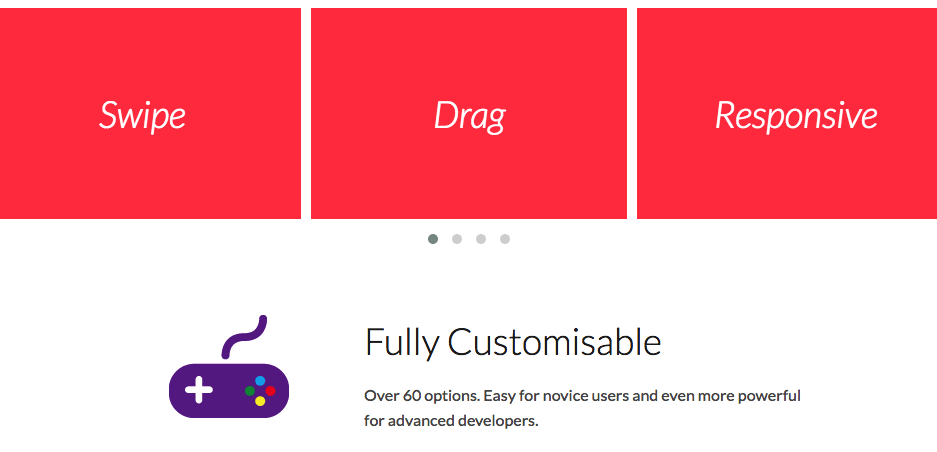 Swipe
Drag
Responsive
Fully Customisable
Over 60 options. Easy for novice users and even more powerful
for advanced developers.